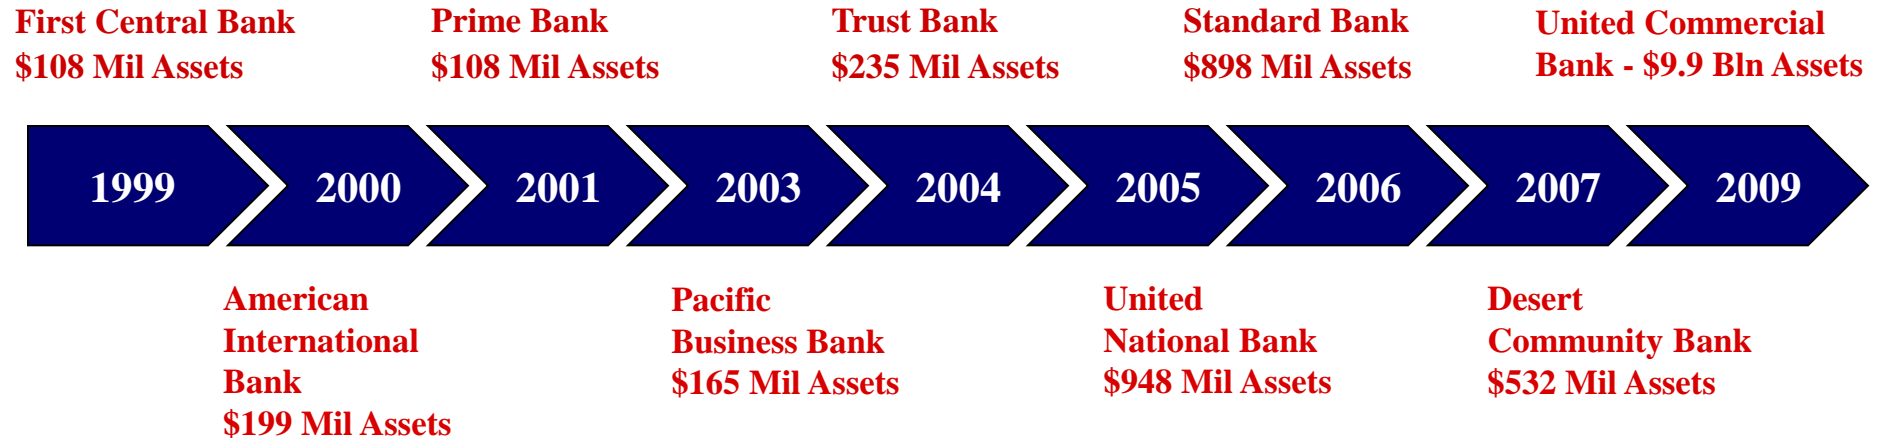 First Central Bank
$108 Mil Assets
Prime Bank
$108 Mil Assets
Trust Bank
$235 Mil Assets
Standard Bank
$898 Mil Assets
United Commercial
Bank - $9.9 Bln Assets
1999
2000
2001
2003
2004
2005
2006
2007
2009
American
International
Bank
$199 Mil Assets
Pacific
Business Bank
$165 Mil Assets
United
National Bank
$948 Mil Assets
Desert
Community Bank
$532 Mil Assets